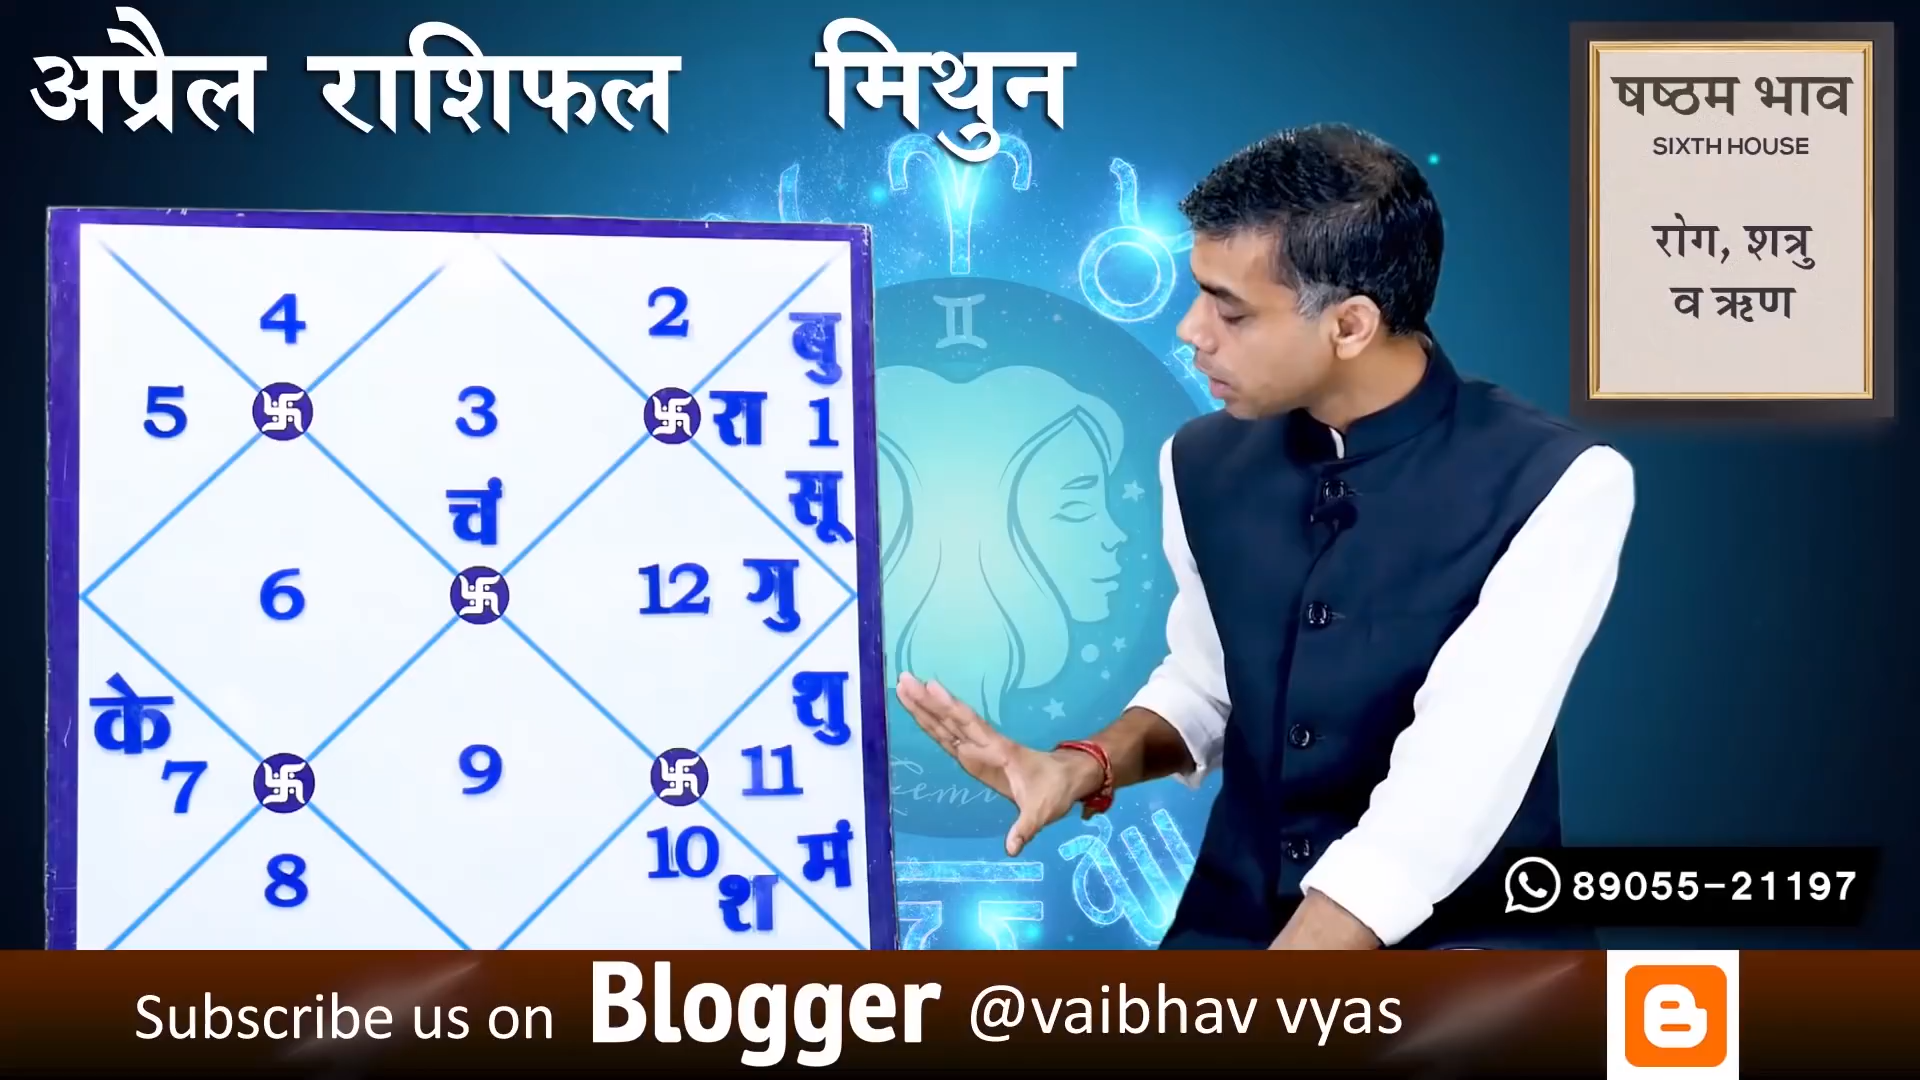 अप्रैल राशिफल मिथुन
षष्ठम भाव
SIXTH HOUSE
रोग, शत्रु
व ऋण
4
2
बु
5
3
रा
1
चं
सू
6
12
गु
के
शु
7
9
11
8
10
मं
श
89055-21197
Subscribe us on Blogger @vaibhav vyas